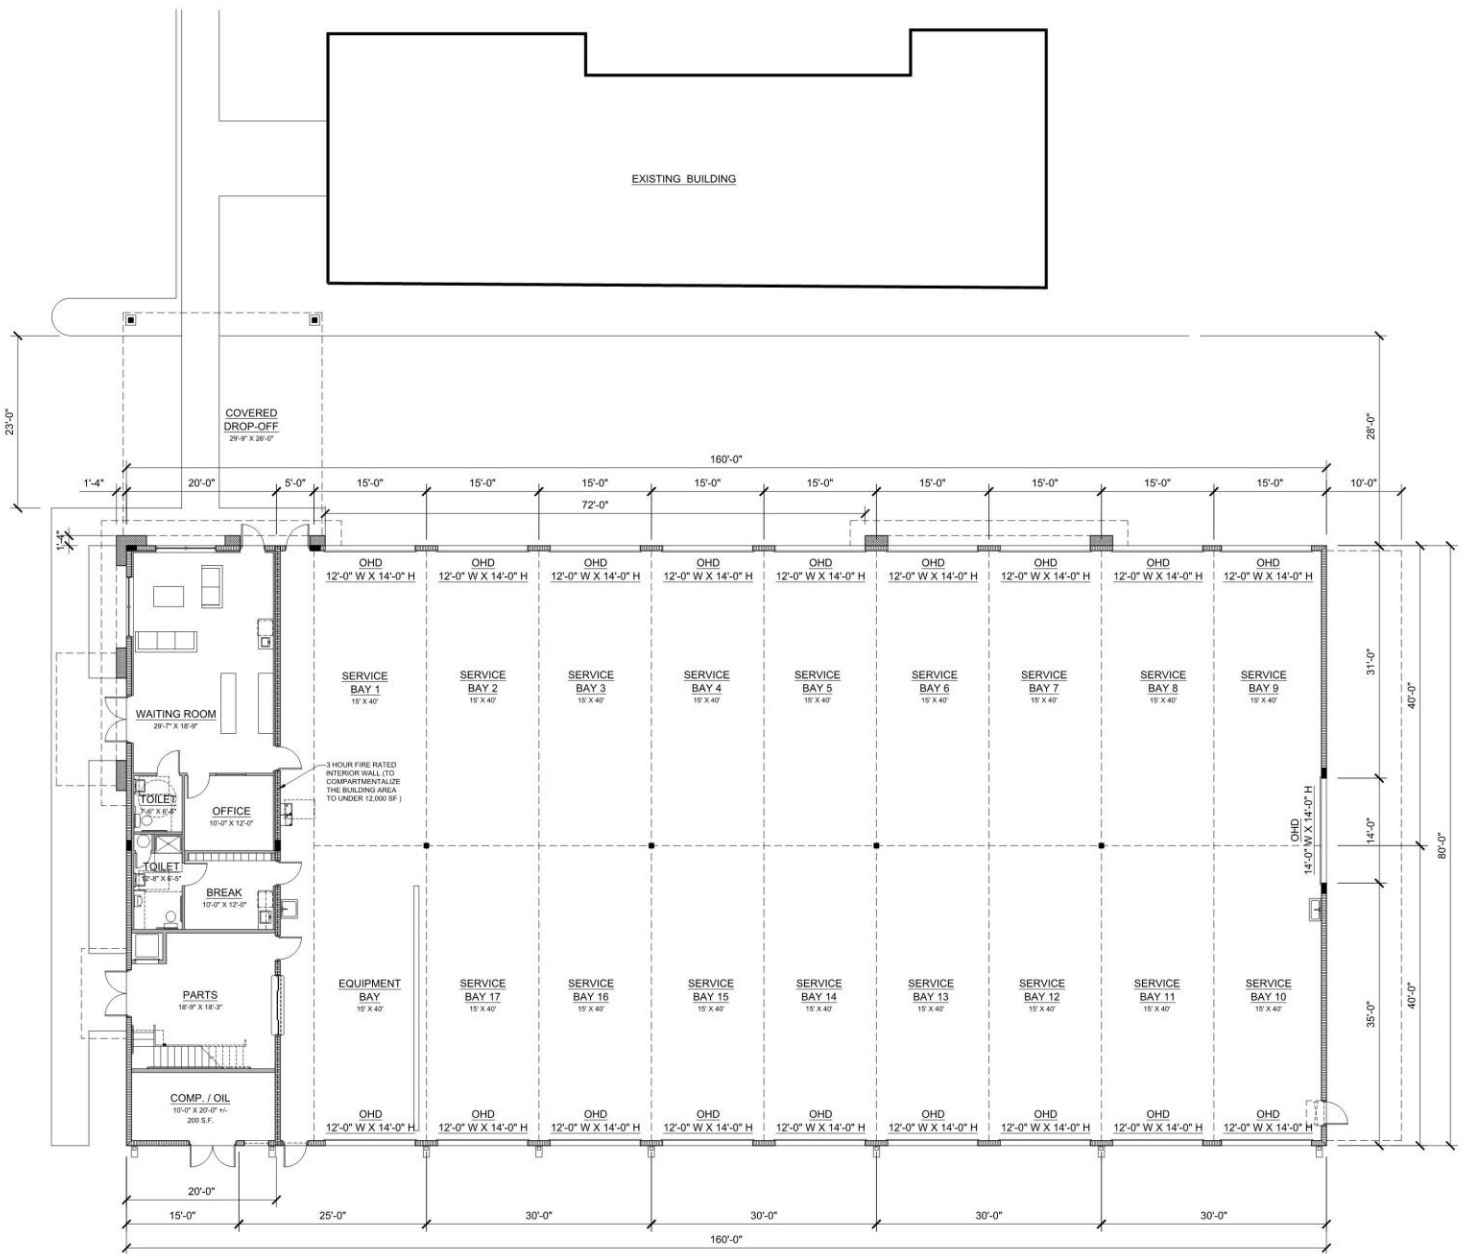 EXISTING BUILDING
COVERED
DROP-OFF
29'-9" X 26'-0"
23'-0"
28'-0"
160'-0"
1'-4" 20'-0" 5'-0" 15'-0" 15'-0" 15'-0" 15'-0" 15'-0" 15'-0" 15'-0" 15'-0" 15'-0" 10'-0"
72'-0"
1'-4"
OHD OHD OHD OHD OHD OHD OHD OHD OHD
12'-0" W X 14'-0" H 12'-0" W X 14'-0" H 12'-0" W X 14'-0" H 12'-0" W X 14'-0" H 12'-0" W X 14'-0" H 12'-0" W X 14'-0" H 12'-0" W X 14'-0" H 12'-0" W X 14'-0" H 12'-0" W X 14'-0" H
SERVICE SERVICE SERVICE SERVICE SERVICE SERVICE SERVICE SERVICE SERVICE
BAY 1 BAY 2 BAY 3 BAY 4 BAY 5 BAY 6 BAY 7 BAY 8 BAY 9
15' X 40' 15' X 40' 15' X 40' 15' X 40' 15' X 40' 15' X 40' 15' X 40' 15' X 40' 15' X 40'
31'-0"
40'-0"
WAITING ROOM
29'-7" X 18'-9"
3 HOUR FIRE RATED
INTERIOR WALL (TO
COMPARTMENTALIZE
THE BUILDING AREA
TO UNDER 12,000 SF )
TOILET
OFFICE
10'-0" X 12'-0"
OHD
14'-0" W X 14'-0" H
14'-0"
80'-0"
TOILET
BREAK
10'-0" X 12'-0"
EQUIPMENT SERVICE SERVICE SERVICE SERVICE SERVICE SERVICE SERVICE SERVICE
BAY BAY 17 BAY 16 BAY 15 BAY 14 BAY 13 BAY 12 BAY 11 BAY 10
15' X 40' 15' X 40' 15' X 40' 15' X 40' 15' X 40' 15' X 40' 15' X 40' 15' X 40' 15' X 40'
PARTS
18'-9" X 18'-3"
35'-0"
40'-0"
COMP. / OIL
10'-0" X 20'-0" +/-
200 S.F.
OHD OHD OHD OHD OHD OHD OHD OHD OHD
12'-0" W X 14'-0" H 12'-0" W X 14'-0" H 12'-0" W X 14'-0" H 12'-0" W X 14'-0" H 12'-0" W X 14'-0" H 12'-0" W X 14'-0" H 12'-0" W X 14'-0" H 12'-0" W X 14'-0" H 12'-0" W X 14'-0" H
20'-0"
15'-0" 25'-0" 30'-0" 30'-0" 30'-0" 30'-0"
160'-0"